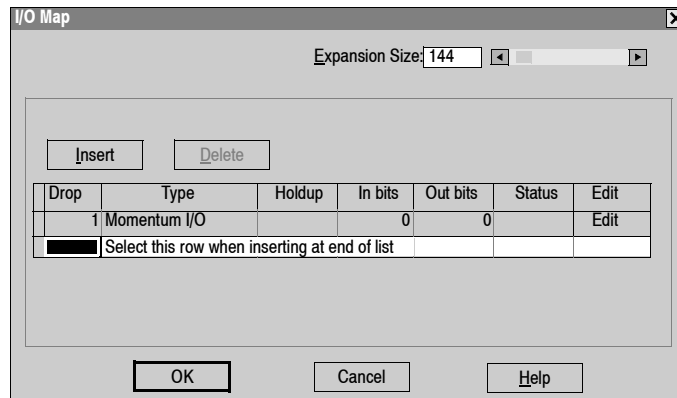 I/O Map
Expansion Size: 144
Insert Delete
Drop Type Holdup In bits Out bits Status Edit
1 Momentum I/O 0 0 Edit
Select this row when inserting at end of list
OK Cancel Help